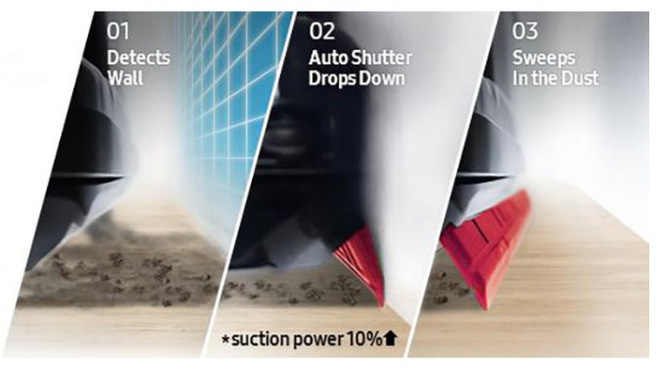 01
Detects
Wall
02
Auto Shutter
Drops Down
03
Sweeps
In the Dust
*suction power 10%⬆